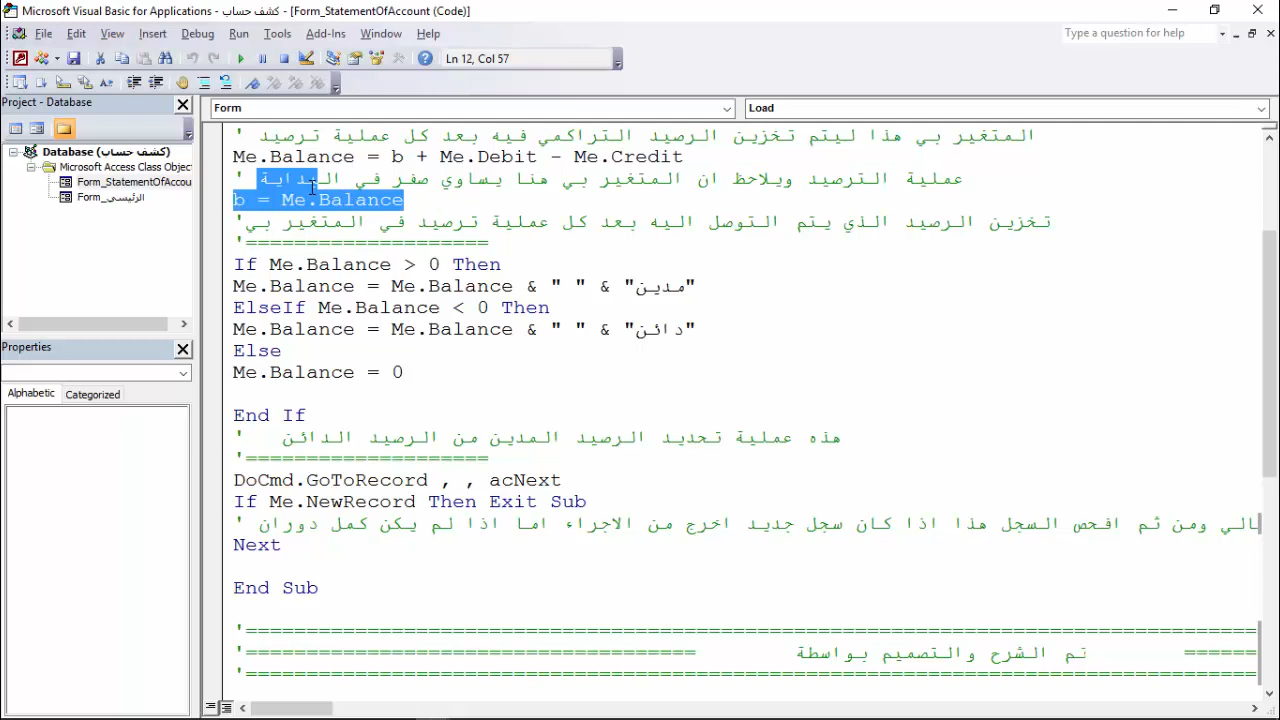 Microsoft Visual Basic for Applications - كشف حساب - [Form_StatementOfAccount (Code)]
File Edit View Insert Debug Run Tools Add-Ins Window Help
Type a question for help
Ln 12, Col 57
Project - Database
Form
Load
Database (كشف حساب)
Microsoft Access Class Objec
Form_StatementOfAccou
Form_الرئيسى
Properties
Alphabetic Categorized
' المتغير بي هذا ليتم تخزين الرصيد التراكمي فيه بعد كل عملية ترصيد
Me.Balance = b + Me.Debit - Me.Credit
' عملية الترصيد ويلاحظ ان المتغير بي هنا يساوي صفر في البداية
b = Me.Balance
'تخزين الرصيد الذي يتم التوصل اليه بعد كل عملية ترصيد في المتغير بي
'====================
If Me.Balance > 0 Then
Me.Balance = Me.Balance & " " & "مدين"
ElseIf Me.Balance < 0 Then
Me.Balance = Me.Balance & " " & "دائن"
Else
Me.Balance = 0
End If
' هذه عملية تحديد الرصيد المدين من الرصيد الدائن
'====================
DoCmd.GoToRecord , , acNext
If Me.NewRecord Then Exit Sub
' ومن ثم افحص السجل هذا اذا كان سجل جديد اخرج من الاجراء اما اذا لم يكن كمل دوران
Next
End Sub
'===================================================================================
'===================================== تم الشرح والتصميم بواسطة ======
'===================================================================================